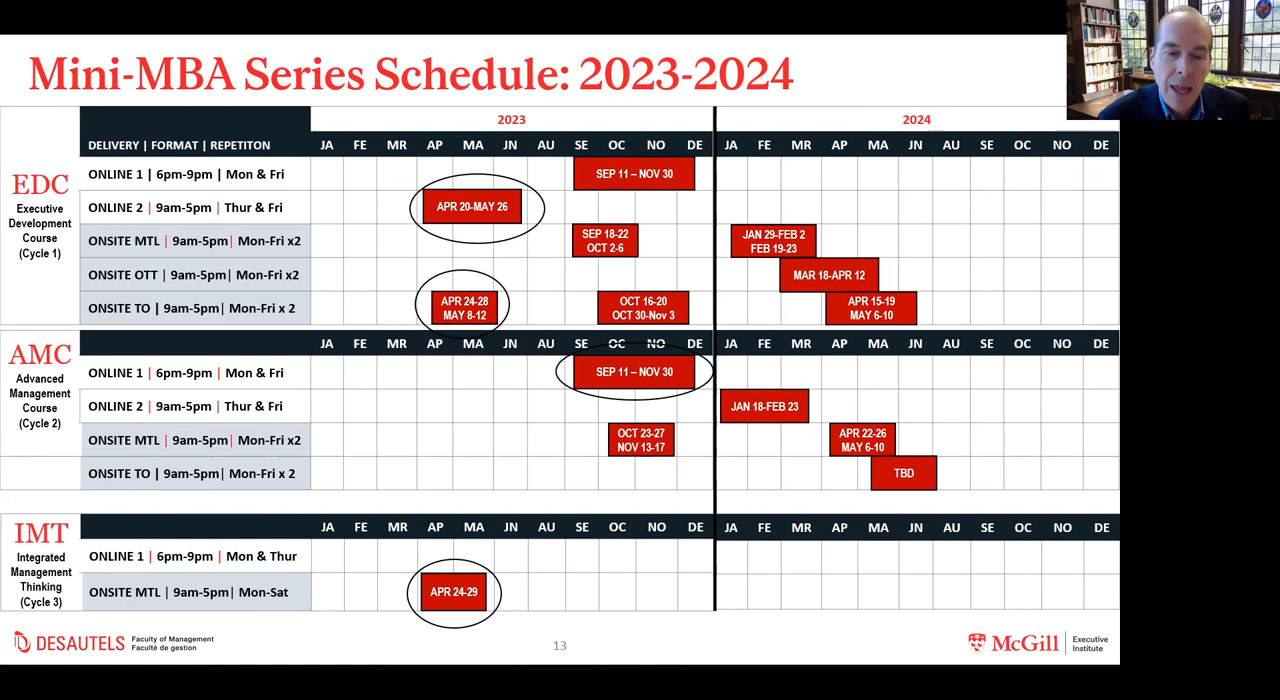 Mini-MBA Series Schedule: 2023-2024
2023 2024
DELIVERY | FORMAT | REPETITON JA FE MR AP MA JN AU SE OC NO DE JA FE MR AP MA JN AU SE OC NO DE
EDC
Executive
Development
Course
(Cycle 1)
ONLINE 1 | 6pm-9pm | Mon & Fri SEP 11 – NOV 30
ONLINE 2 | 9am-5pm | Thur & Fri APR 20-MAY 26
ONSITE MTL | 9am-5pm| Mon-Fri x2 SEP 18-22 JAN 29-FEB 2
OCT 2-6 FEB 19-23
ONSITE OTT | 9am-5pm| Mon-Fri x2 MAR 18-APR 12
ONSITE TO | 9am-5pm| Mon-Fri x 2 APR 24-28 OCT 16-20 APR 15-19
MAY 8-12 OCT 30-Nov 3 MAY 6-10
AMC
Advanced
Management
Course
(Cycle 2)
JA FE MR AP MA JN AU SE OC NO DE JA FE MR AP MA JN AU SE OC NO DE
ONLINE 1 | 6pm-9pm | Mon & Fri SEP 11 – NOV 30
ONLINE 2 | 9am-5pm | Thur & Fri JAN 18-FEB 23
ONSITE MTL | 9am-5pm| Mon-Fri x2 OCT 23-27 APR 22-26
NOV 13-17 MAY 6-10
ONSITE TO | 9am-5pm| Mon-Fri x 2 TBD
IMT
Integrated
Management
Thinking
(Cycle 3)
JA FE MR AP MA JN AU SE OC NO DE JA FE MR AP MA JN AU SE OC NO DE
ONLINE 1 | 6pm-9pm | Mon & Thur
ONSITE MTL | 9am-5pm| Mon-Sat APR 24-29
DESAUTELS Faculty of Management
Faculté de gestion
13
McGill Executive
Institute